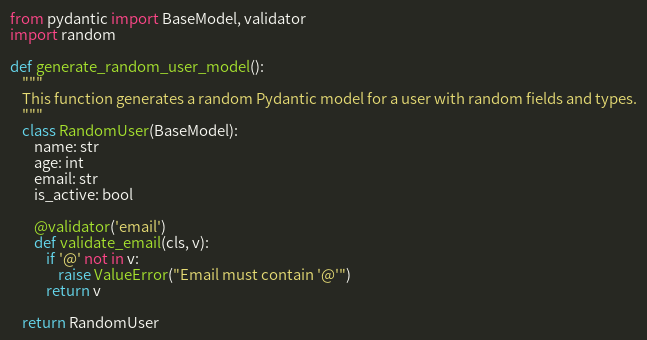 from pydantic import BaseModel, validator
import random

def generate_random_user_model():
    """
    This function generates a random Pydantic model for a user with random fields and types.
    """
    class RandomUser(BaseModel):
        name: str
        age: int
        email: str
        is_active: bool

        @validator('email')
        def validate_email(cls, v):
            if '@' not in v:
                raise ValueError("Email must contain '@'")
            return v

    return RandomUser